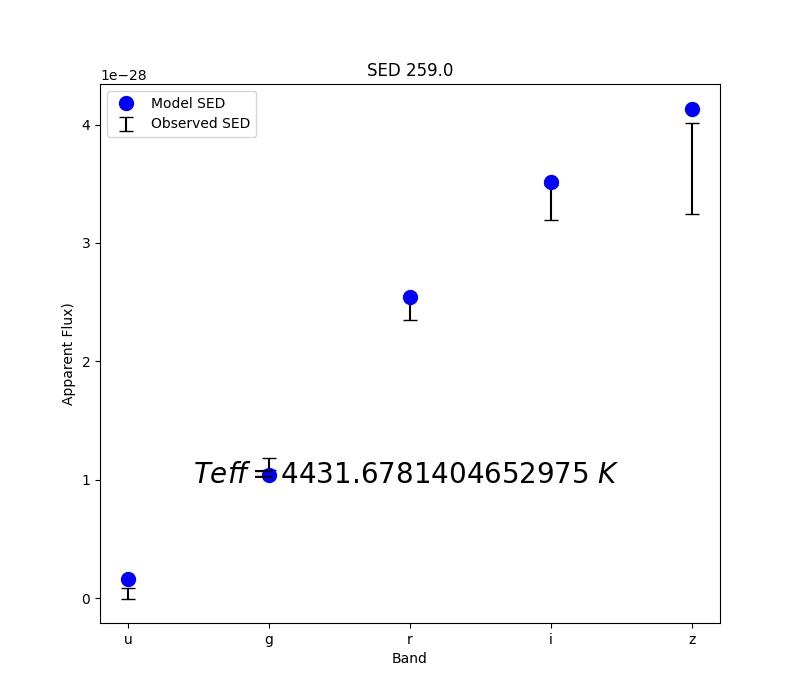 SED 259.0
1e−28
Model SED
Observed SED
4
3
2
1
0
Apparent Flux)
Teff = 4431.6781404652975 K
u g r i z
Band